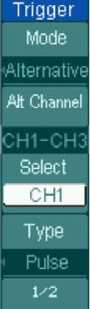 Trigger
Mode
Alternative
Alt Channel
CH1-CH3
Select
CH1
Type
Pulse
1/2